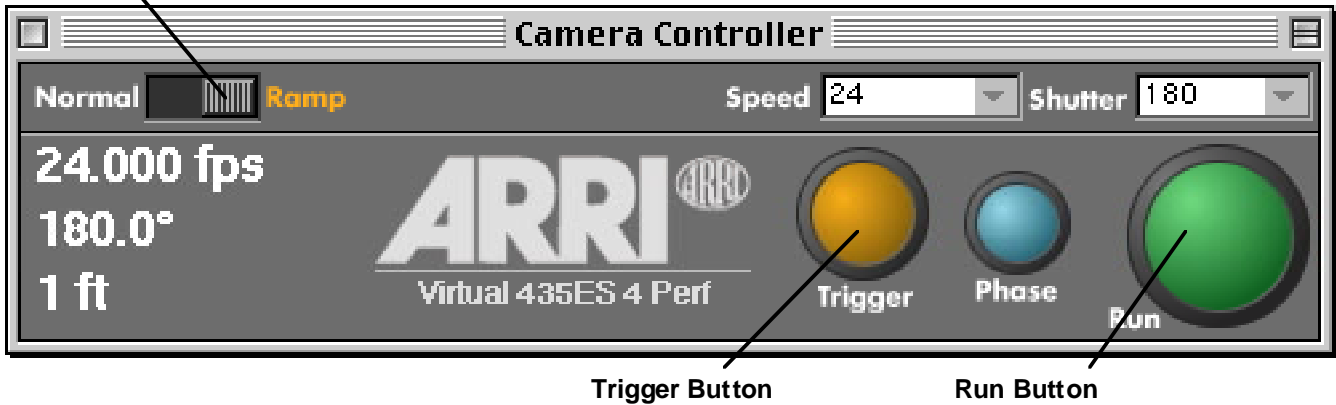 Camera Controller
Normal Ramp Speed 24 Shutter 180
24.000 fps
180.0°
1 ft
ARRI ARRI
Virtual 435ES 4 Perf
Trigger Phase Run
Trigger Button Run Button